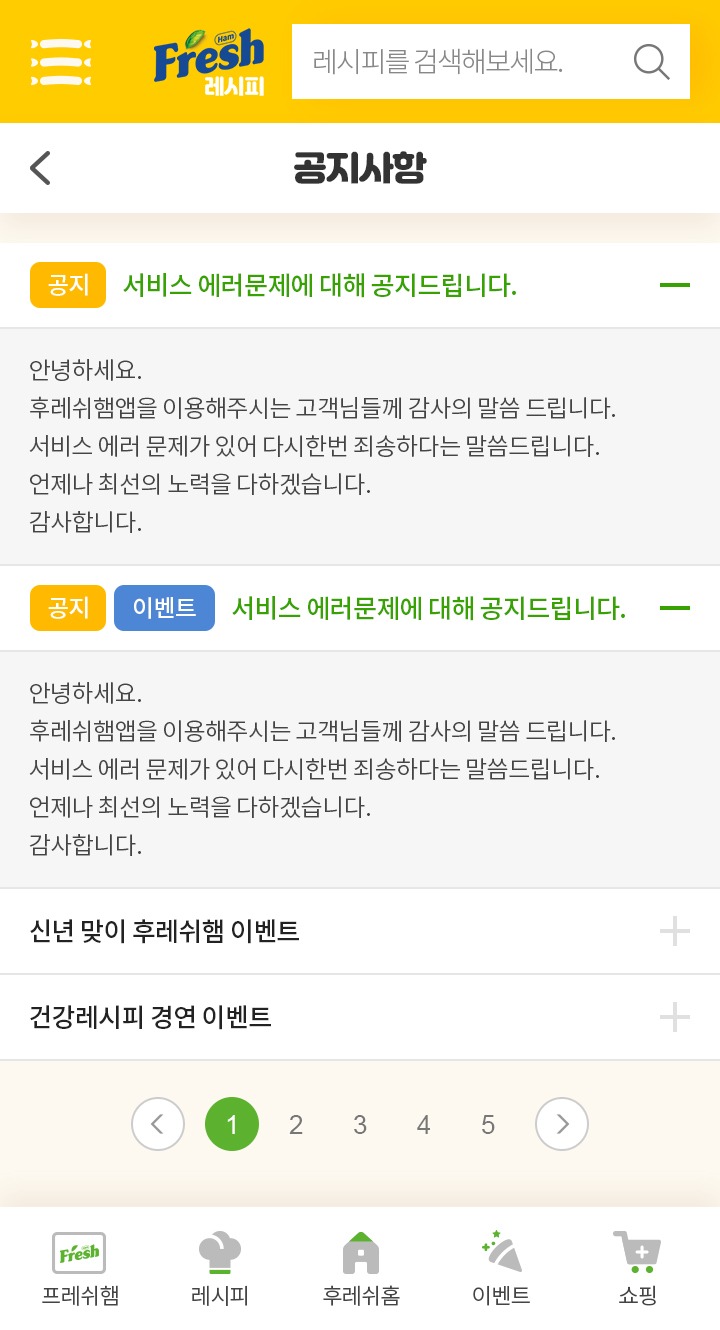 Ham
Fresh
레시피
레시피를 검색해보세요.
공지사항
공지 서비스 에러문제에 대해 공지드립니다.
안녕하세요.
후레쉬햄앱을 이용해주시는 고객님들께 감사의 말씀 드립니다.
서비스 에러 문제가 있어 다시한번 죄송하다는 말씀드립니다.
언제나 최선의 노력을 다하겠습니다.
감사합니다.
공지 이벤트 서비스 에러문제에 대해 공지드립니다.
안녕하세요.
후레쉬햄앱을 이용해주시는 고객님들께 감사의 말씀 드립니다.
서비스 에러 문제가 있어 다시한번 죄송하다는 말씀드립니다.
언제나 최선의 노력을 다하겠습니다.
감사합니다.
신년 맞이 후레쉬햄 이벤트
건강레시피 경연 이벤트
1 2 3 4 5
Fresh
프레쉬햄 레시피 후레쉬홈 이벤트 쇼핑